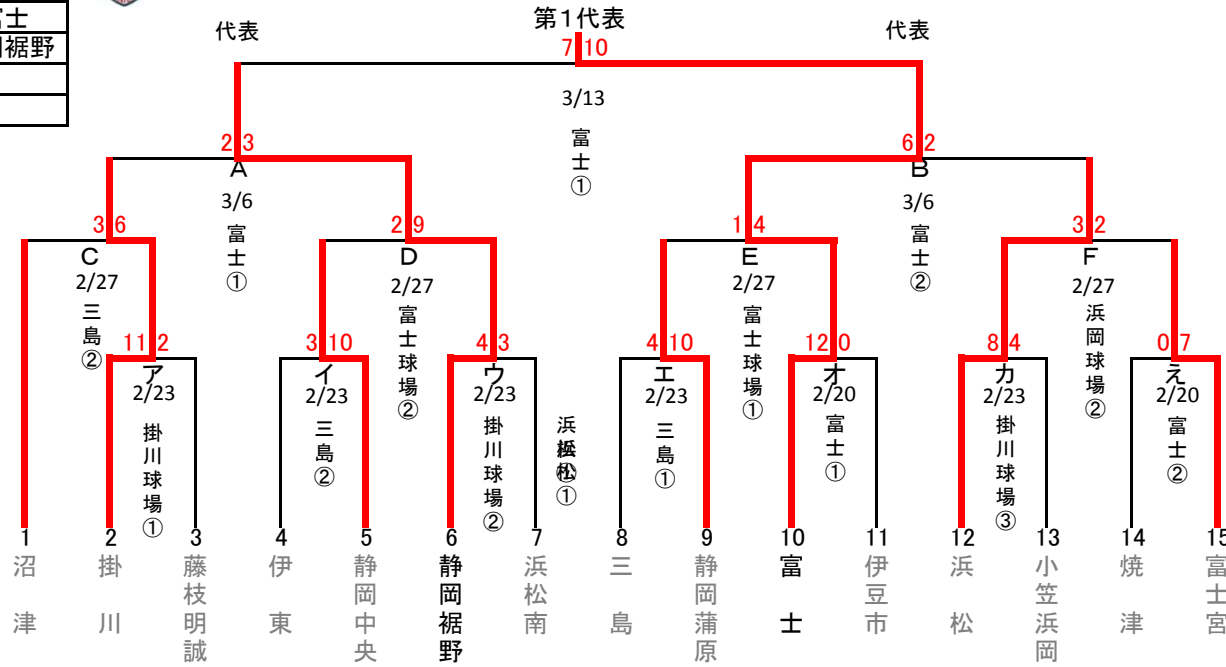 富士
裾野
代表
第1代表
代表
7 10
3/13
富士①
2 3
A
3/6
富士①
6 2
B
3/6
富士②
3 6
C
2/27
三島②
2 9
D
2/27
富士球場②
1 4
E
2/27
富士球場①
3 2
F
2/27
浜岡球場②
11 2
ア
2/23
掛川球場①
3 10
イ
2/23
三島②
4 3
ウ
2/23
掛川球場②
4 10
エ
2/23
三島①
12 0
オ
2/20
富士①
8 4
カ
2/23
掛川球場③
0 7
え
2/20
富士②
1
沼津
2
掛川
3
藤枝明誠
4
伊東
5
静岡中央
6
静岡裾野
7
浜松南
8
三島
9
静岡蒲原
10
富士
11
伊豆市
12
浜松
13
小笠浜岡
14
焼津
15
富士宮